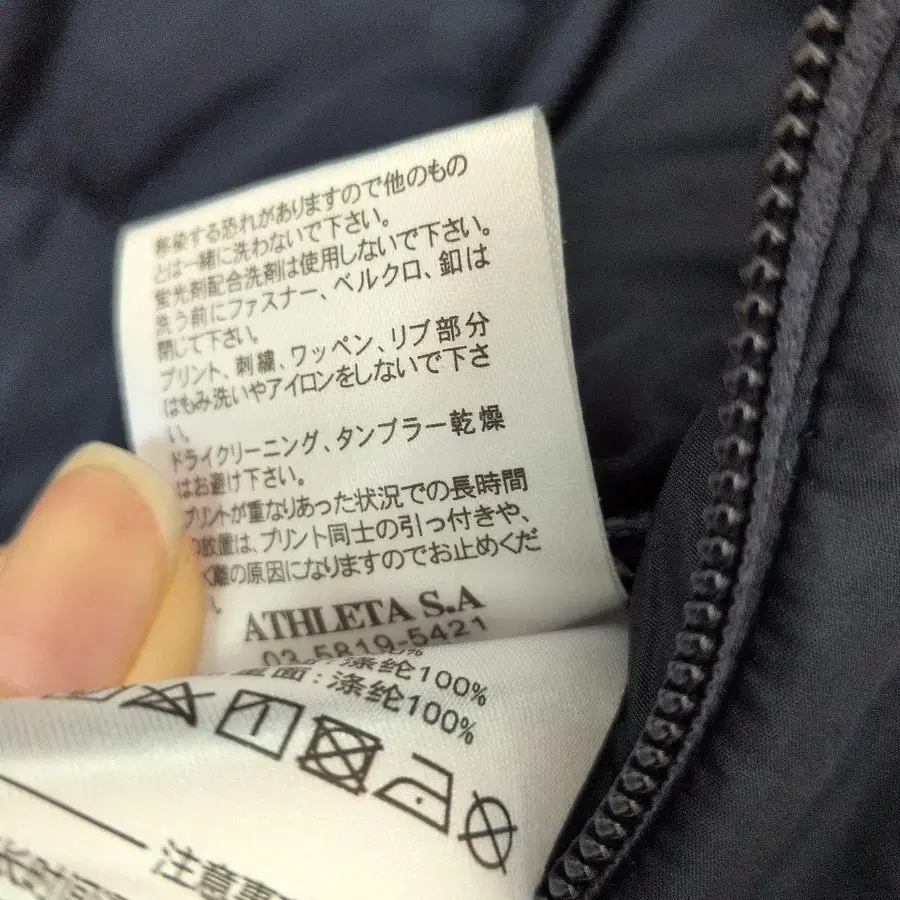 移染する恐れがありますので他のもの
とは一緒に洗わないで下さい。
蛍光剤配合洗剤は使用しないで下さい。
洗う前にファスナー、ベルクロ、釦は
閉じて下さい。
プリント、刺繍、ワッペン、リブ部分
はもみ洗いやアイロンをしないで下さ
い。
ドライクリーニング、タンブラー乾燥
はお避け下さい。
プリントが重なりあった状況での長時間
の放置は、プリント同士の引っ付きや、
離の原因になりますのでお止めくだ
ATHLETA S.A
03-5819-5421
涤纶100%
里面:涤纶100%
注意事
长时间